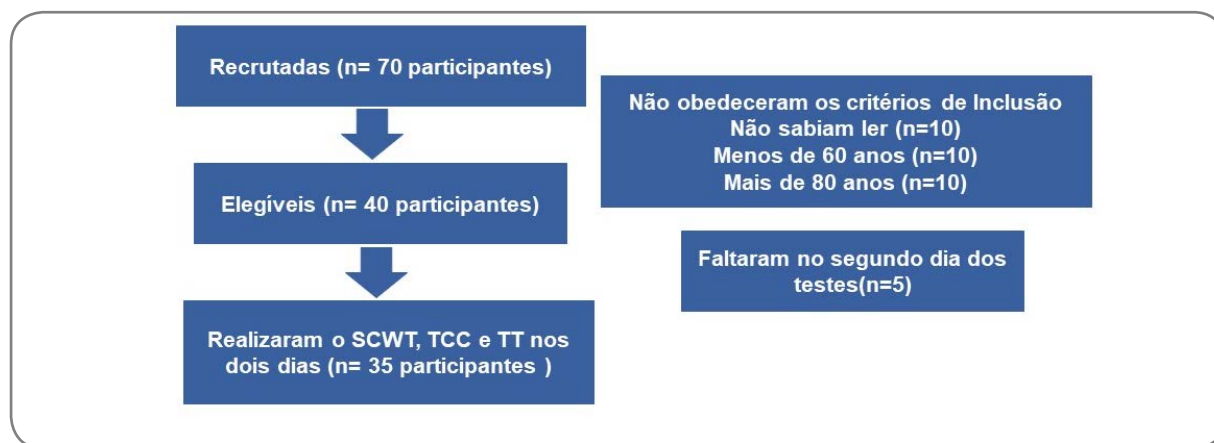 Recrutadas (n= 70 participantes)
Não obedeceram os critérios de Inclusão
Não sabiam ler (n=10)
Menos de 60 anos (n=10)
Mais de 80 anos (n=10)
Elegíveis (n= 40 participantes)
Faltaram no segundo dia dos
testes(n=5)
Realizaram o SCWT, TCC e TT nos
dois dias (n= 35 participantes )